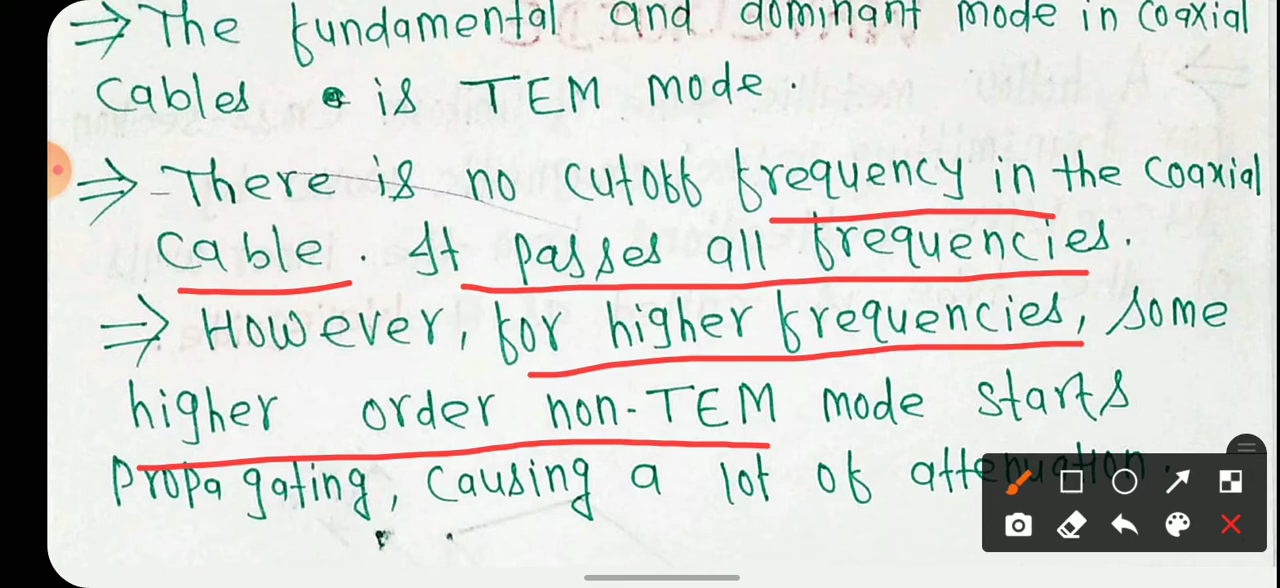 ⇒ The fundamental and dominant mode in coaxial
Cables is TEM mode.
⇒ There is no cutoff frequency in the coaxial
Cable. It passes all frequencies.
⇒ However, for higher frequencies, some
higher order non-TEM mode starts
Propagating, causing a lot of attenuation.